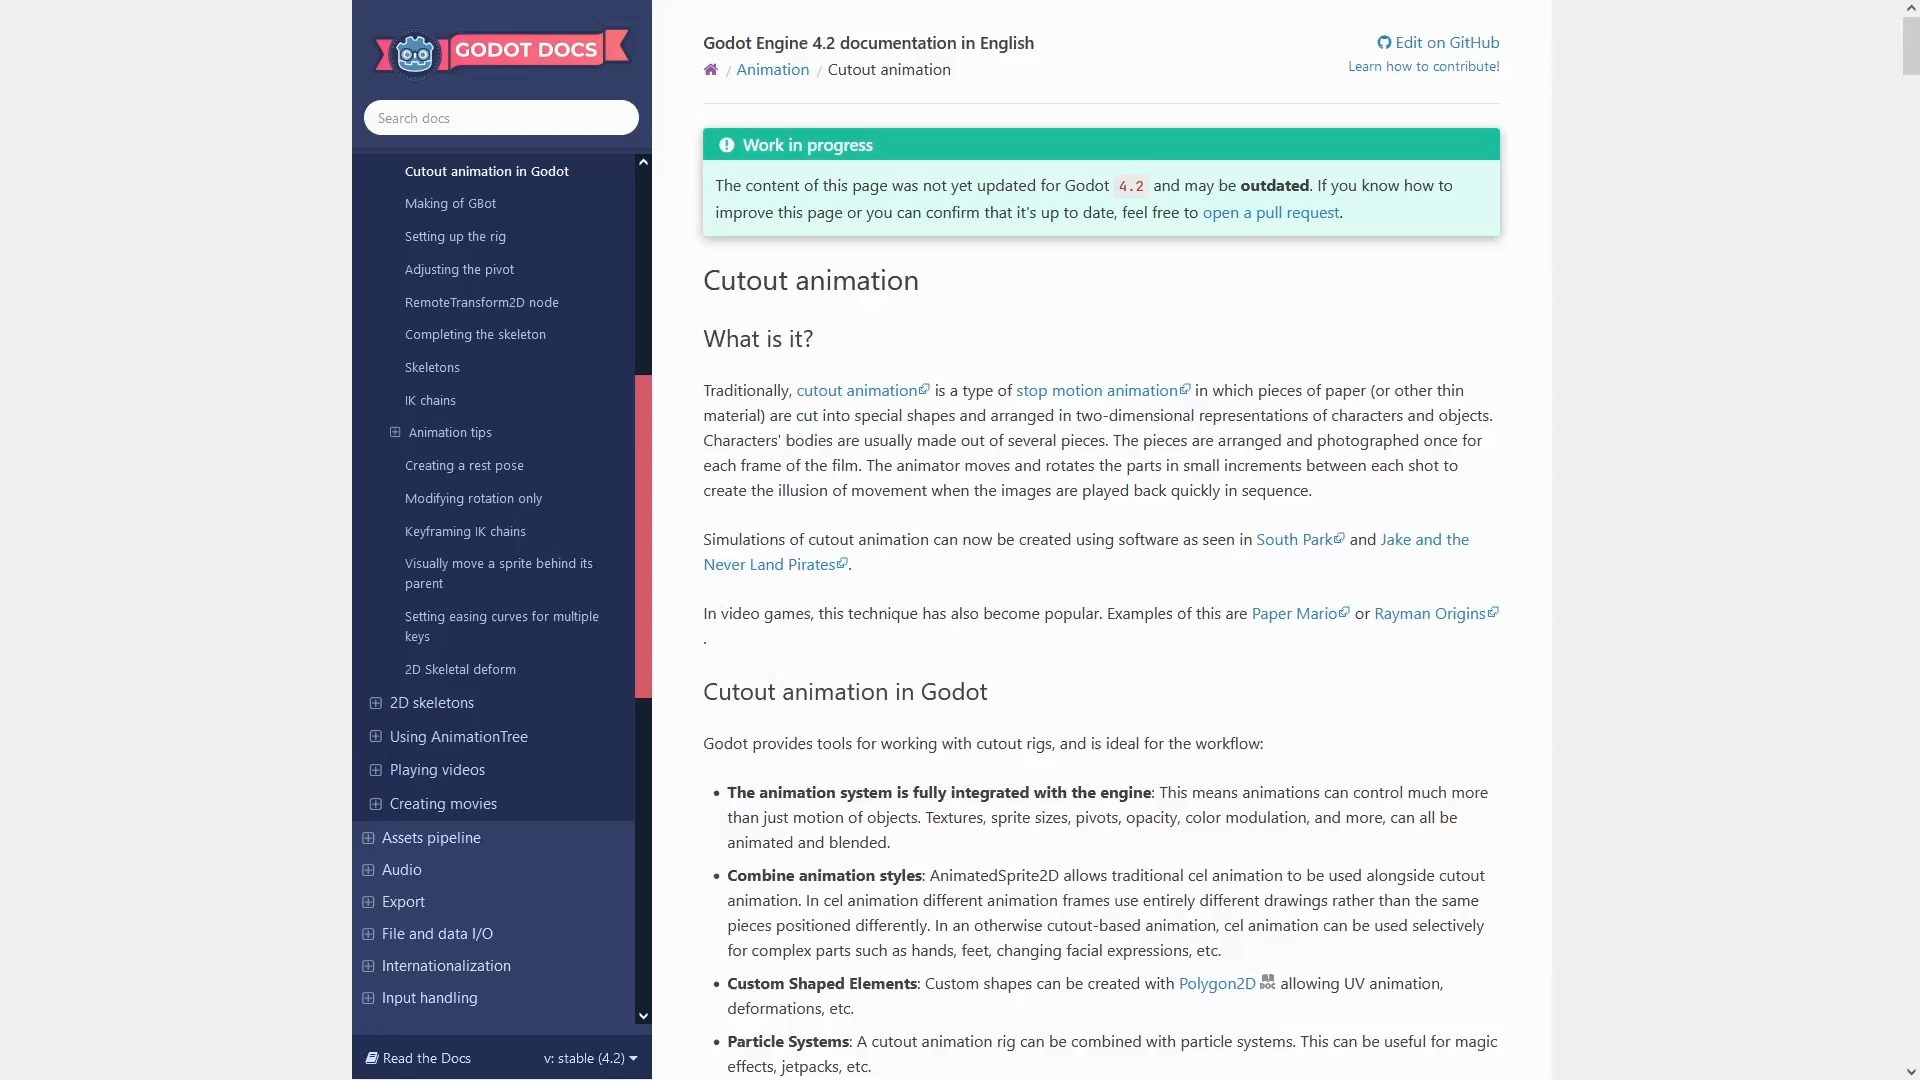 GODOT DOCS
Search docs
Cutout animation in Godot
Making of GBot
Setting up the rig
Adjusting the pivot
RemoteTransform2D node
Completing the skeleton
Skeletons
IK chains
Animation tips
Creating a rest pose
Modifying rotation only
Keyframing IK chains
Visually move a sprite behind its
parent
Setting easing curves for multiple
keys
2D Skeletal deform
2D skeletons
Using AnimationTree
Playing videos
Creating movies
Assets pipeline
Audio
Export
File and data I/O
Internationalization
Input handling
Read the Docs v: stable (4.2)
Godot Engine 4.2 documentation in English
Edit on GitHub
/ Animation / Cutout animation
Learn how to contribute!
Work in progress
The content of this page was not yet updated for Godot 4.2 and may be outdated. If you know how to
improve this page or you can confirm that it's up to date, feel free to open a pull request.
Cutout animation
What is it?
Traditionally, cutout animation is a type of stop motion animation in which pieces of paper (or other thin
material) are cut into special shapes and arranged in two-dimensional representations of characters and objects.
Characters' bodies are usually made out of several pieces. The pieces are arranged and photographed once for
each frame of the film. The animator moves and rotates the parts in small increments between each shot to
create the illusion of movement when the images are played back quickly in sequence.
Simulations of cutout animation can now be created using software as seen in South Park and Jake and the
Never Land Pirates.
In video games, this technique has also become popular. Examples of this are Paper Mario or Rayman Origins
.
Cutout animation in Godot
Godot provides tools for working with cutout rigs, and is ideal for the workflow:
• The animation system is fully integrated with the engine: This means animations can control much more
than just motion of objects. Textures, sprite sizes, pivots, opacity, color modulation, and more, can all be
animated and blended.
• Combine animation styles: AnimatedSprite2D allows traditional cel animation to be used alongside cutout
animation. In cel animation different animation frames use entirely different drawings rather than the same
pieces positioned differently. In an otherwise cutout-based animation, cel animation can be used selectively
for complex parts such as hands, feet, changing facial expressions, etc.
• Custom Shaped Elements: Custom shapes can be created with Polygon2D allowing UV animation,
deformations, etc.
• Particle Systems: A cutout animation rig can be combined with particle systems. This can be useful for magic
effects, jetpacks, etc.